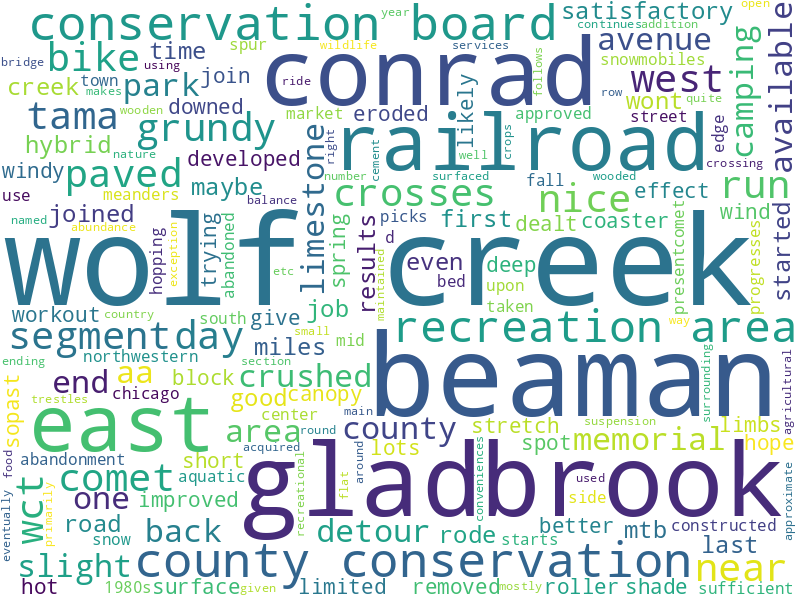 conservation board
satisfactory
year
continues
addition
open
bridge
using
bike
time
spur
wildlife
services
avenue
town
makes
park
join
conrad
ride
follows
snowmobiles
west
camping
available
creek
wooden
tama
downed
market
eroded
approved
likely
row
quite
wont
street
edge
hybrid
grundy
nature
limestone
right
cement
railroad
well
crops
wooded
crossing
windy
paved
developed
maybe
number
surfaced
run
use
meanders
balance
crosses
nice
fall
effect
named
joined
abundance
hopping
exception
trying
abandoned
spring
results
picks
d
first
dealt
coaster
wind
presentcomet
progresses
started
wolf creek
etc
maintained
even
bed
deep
upon
taken
workout
country
south
give
job
recreation area
way
segment
day
small
miles
mid
ending
northwestern
section
beaman
surrounding
agricultural
sopast
end
aa
block
crushed
trestles
chicago
good
canopy
east
center
main
area
round
county
stretch
suspension
limbs
spot
memorial
hope
food
eventually
abandonment
acquired
around
lots
conveniences
used
approximate
comet
short
aquatic
recreational
flat
gladbrook
side
wct
primarily
one
improved
road
snow
back
detour
rode
better
mtb
constructed
starts
last
slight
county conservation
near
hot
1980s
surface
given
limited
removed
mostly
roller
shade
sufficient